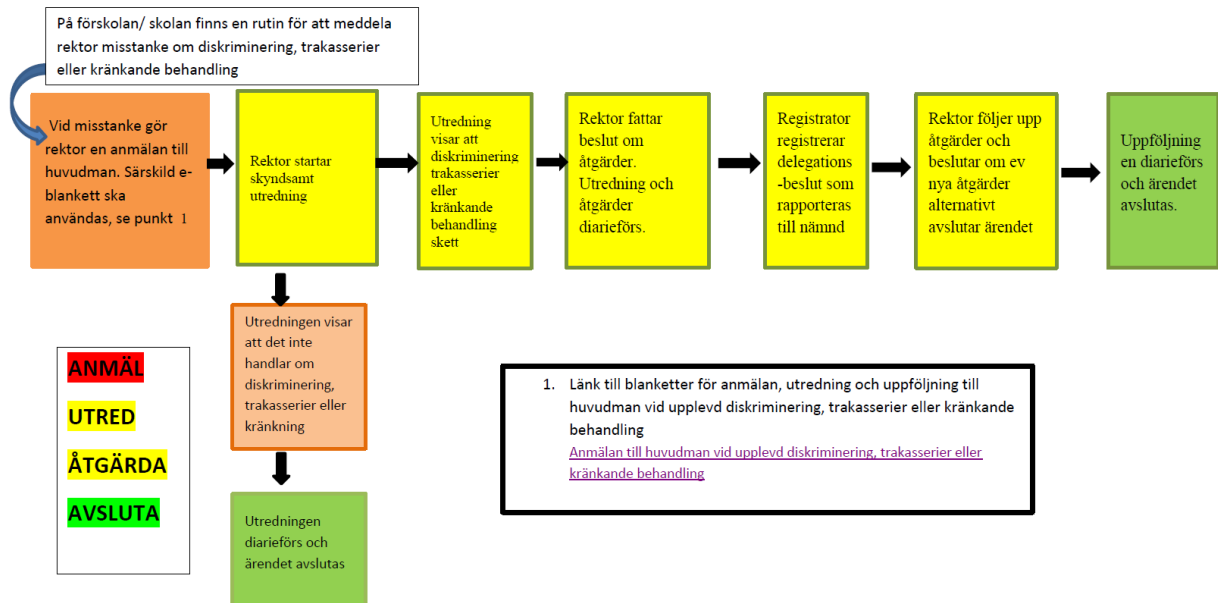 På förskolan/ skolan finns en rutin för att meddela
rektor misstanke om diskriminering, trakasserier
eller kränkande behandling
Vid misstanke gör
rektor en anmälan till
huvudman. Särskild e-
blankett ska
användas, se punkt 1
Rektor startar
skyndsamt
utredning
Utredning
visar att
diskriminering
trakasserier
eller
kränkande
behandling
skett
Rektor fattar
beslut om
åtgärder.
Utredning och
åtgärder
diarieförs.
Registrator
registrerar
delegations
-beslut som
rapporteras
till nämnd
Rektor följer upp
åtgärder och
beslutar om ev
nya åtgärder
alternativt
avslutar ärendet
Uppföljning
en diarieförs
och ärendet
avslutas.
Utredningen visar
att det inte
handlar om
diskriminering,
trakasserier eller
kränkning
Utredningen
diarieförs och
ärendet avslutas
ANMÄL
UTRED
ÅTGÄRDA
AVSLUTA
1. Länk till blanketter för anmälan, utredning och uppföljning till
huvudman vid upplevd diskriminering, trakasserier eller kränkande
behandling
Anmälan till huvudman vid upplevd diskriminering, trakasserier eller
kränkande behandling